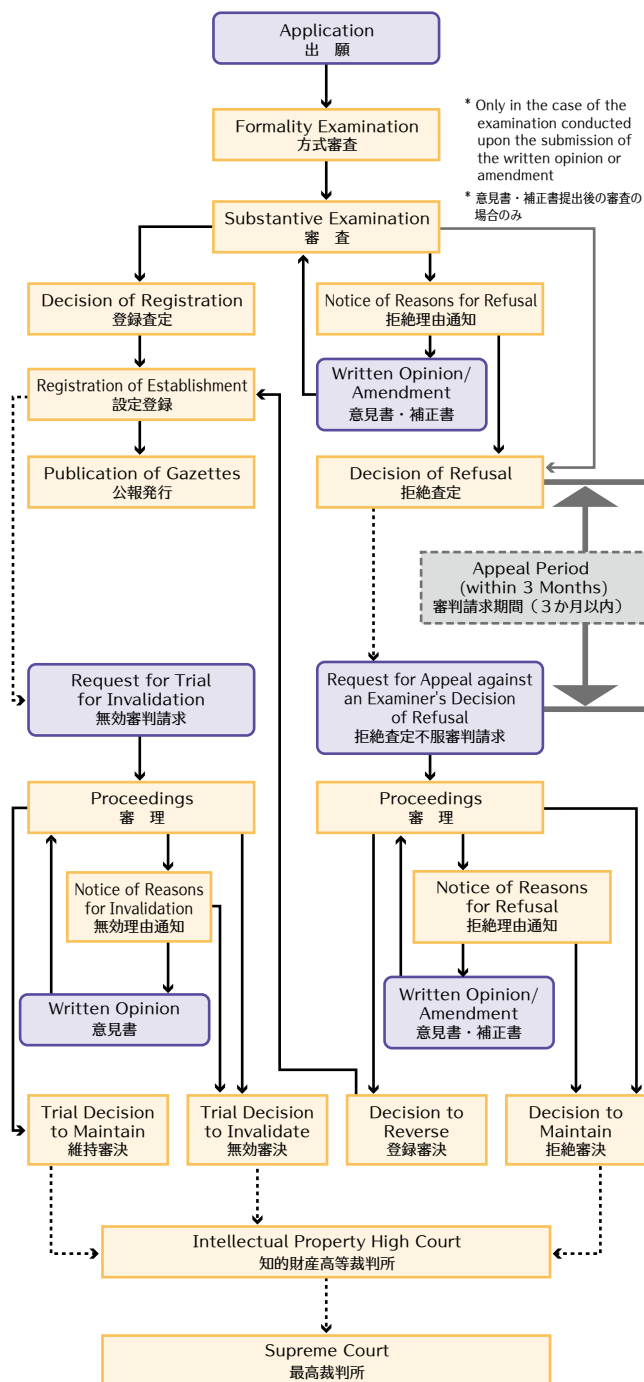 Application
出 願
Formality Examination
方式審査
* Only in the case of the
examination conducted
upon the submission of
the written opinion or
amendment
* 意見書・補正書提出後の審査の
場合のみ
Substantive Examination
審 査
Decision of Registration
登録査定
Notice of Reasons for Refusal
拒絶理由通知
Registration of Establishment
設定登録
Written Opinion/
Amendment
意見書・補正書
Publication of Gazettes
公報発行
Decision of Refusal
拒絶査定
Appeal Period
(within 3 Months)
審判請求期間（３か月以内）
Request for Trial
for Invalidation
無効審判請求
Request for Appeal against
an Examiner's Decision
of Refusal
拒絶査定不服審判請求
Proceedings
審 理
Proceedings
審 理
Notice of Reasons
for Invalidation
無効理由通知
Notice of Reasons
for Refusal
拒絶理由通知
Written Opinion
意見書
Written Opinion/
Amendment
意見書・補正書
Trial Decision
to Maintain
維持審決
Trial Decision
to Invalidate
無効審決
Decision to
Reverse
登録審決
Decision to
Maintain
拒絶審決
Intellectual Property High Court
知的財産高等裁判所
Supreme Court
最高裁判所